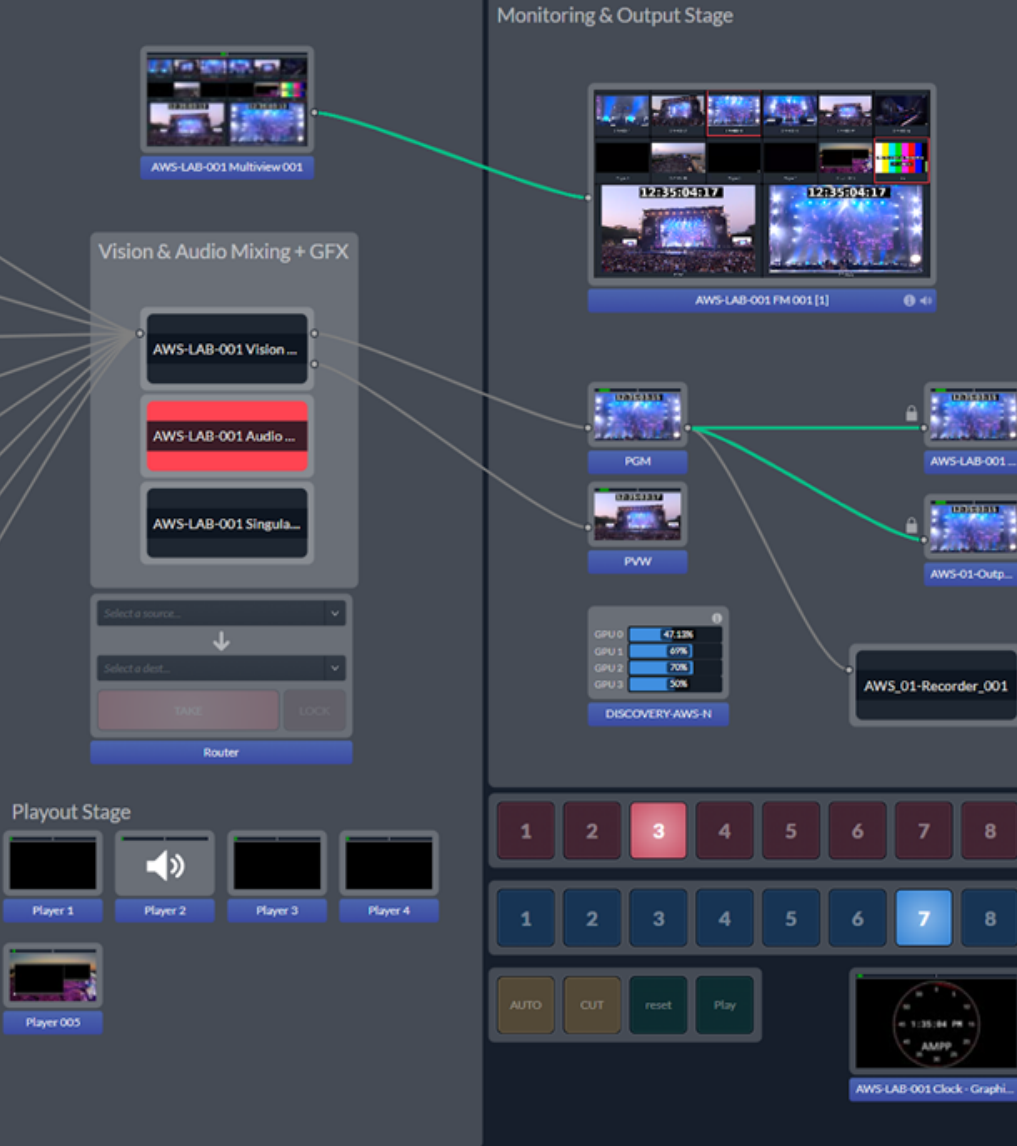 Monitoring & Output Stage
AWS-LAB-001 Multiview 001
12:35:04:17
12:35:04:17
AWS-LAB-001 FM 001 [1]
Vision & Audio Mixing + GFX
AWS-LAB-001 Vision ...
AWS-LAB-001 Audio ...
AWS-LAB-001 Singula...
PGM
AWS-LAB-001 ...
PVW
AWS-01-Outp...
Select a source...
Select a dest...
TAKE
LOCK
Router
GPU 0
47.13%
GPU 1
69%
GPU 2
70%
GPU 3
50%
DISCOVERY-AWS-N
AWS_01-Recorder_001
Playout Stage
Player 1
Player 2
Player 3
Player 4
Player 005
1
2
3
4
5
6
7
8
1
2
3
4
5
6
7
8
AUTO
CUT
reset
Play
1:35:04 PM
AMPP
AWS-LAB-001 Clock - Graphi...